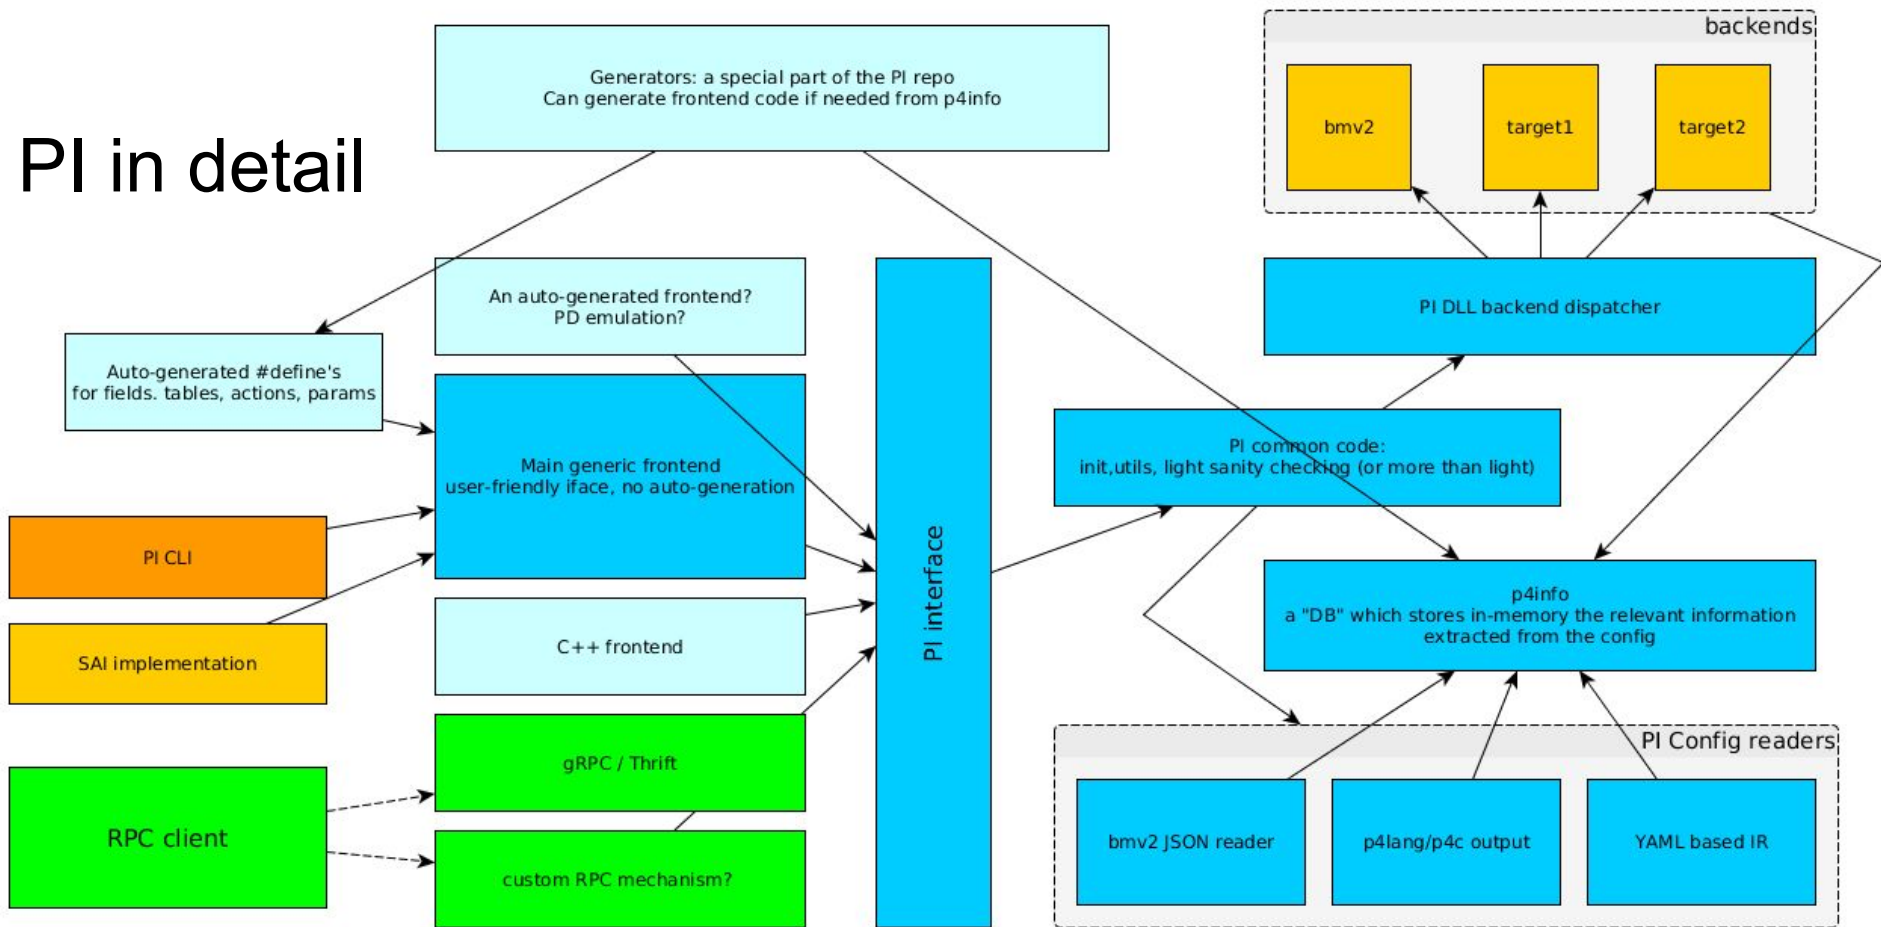 PI in detail
Generators: a special part of the PI repo
Can generate frontend code if needed from p4info
backends
bmv2
target1
target2
An auto-generated frontend?
PD emulation?
PI DLL backend dispatcher
Auto-generated #define's
for fields. tables, actions, params
Main generic frontend
user-friendly iface, no auto-generation
PI common code:
init,utils, light sanity checking (or more than light)
PI CLI
SAI implementation
C++ frontend
PI interface
p4info
a "DB" which stores in-memory the relevant information
extracted from the config
gRPC / Thrift
RPC client
custom RPC mechanism?
PI Config readers
bmv2 JSON reader
p4lang/p4c output
YAML based IR